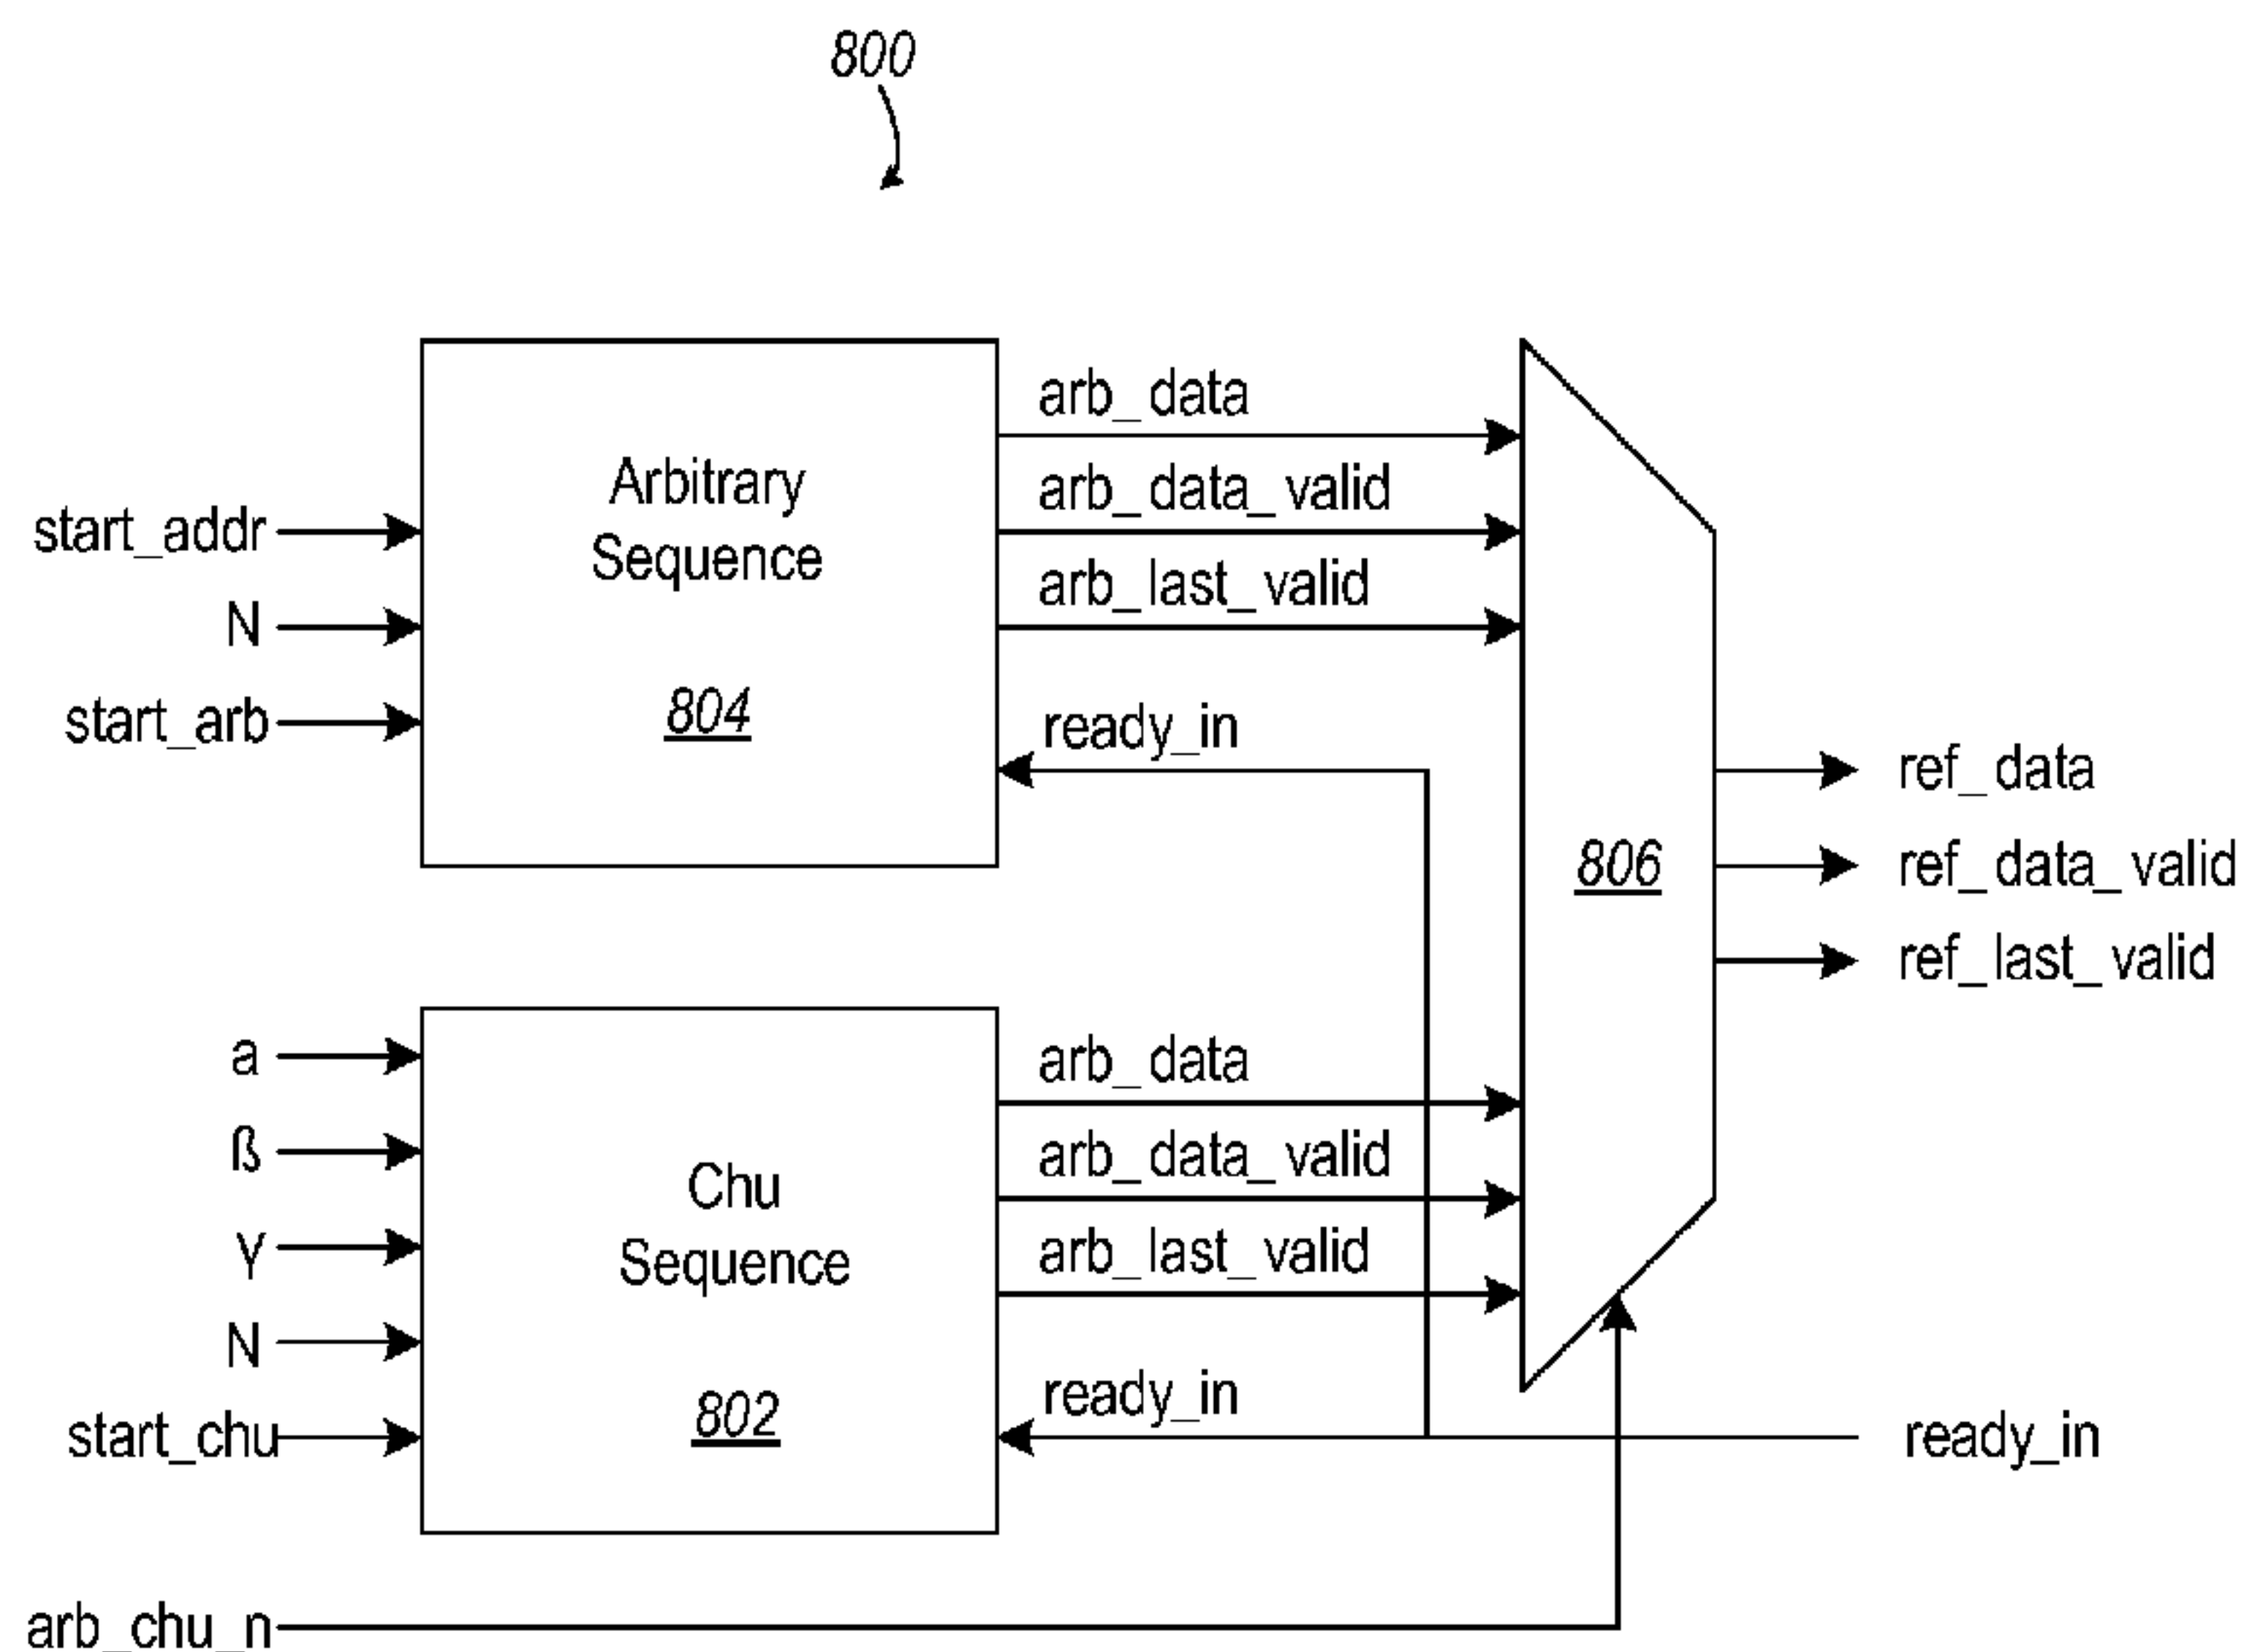 800
arb_data
Arbitrary
arb_data_valid
start_addr
Sequence
arb_last_valid
N
start_arb
804
ready_in
ref_data
806
ref_data_valid
ref_last_valid
a
arb_data
ß
arb_data_valid
Chu
γ
Sequence
arb_last_valid
N
802
ready_in
start_chu
ready_in
arb_chu_n